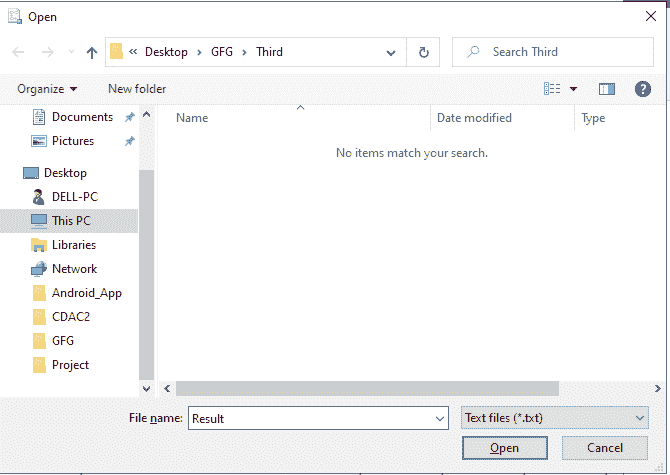 Open
« Desktop > GFG > Third
Search Third
Organize
New folder
?
Documents
Pictures
Desktop
DELL-PC
This PC
Libraries
Network
Android_App
CDAC2
GFG
Project
Name
Date modified
Type
No items match your search.
File name:
Result
Text files (*.txt)
Open
Cancel